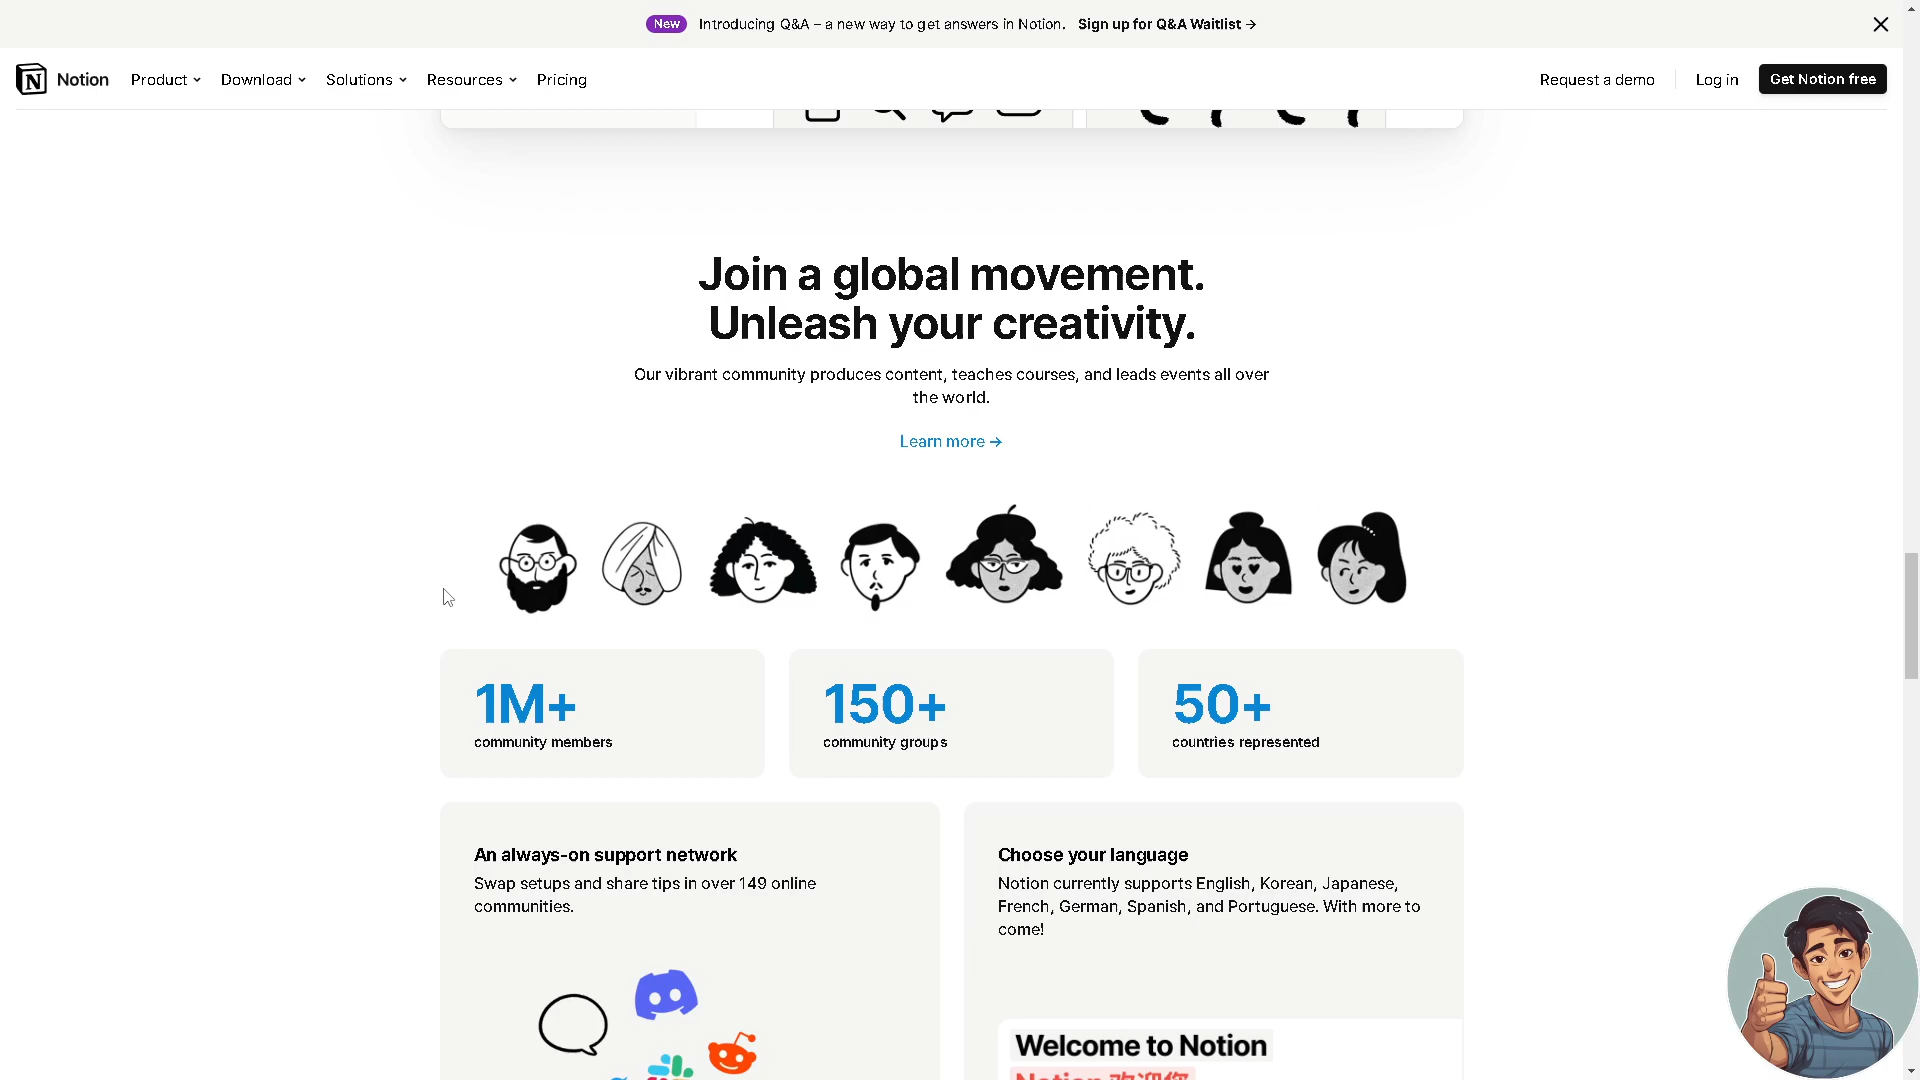 New Introducing Q&A – a new way to get answers in Notion. Sign up for Q&A Waitlist →
Notion Product Download Solutions Resources Pricing Request a demo Log in Get Notion free
Join a global movement.
Unleash your creativity.
Our vibrant community produces content, teaches courses, and leads events all over
the world.
Learn more →
1M+
community members
150+
community groups
50+
countries represented
An always-on support network
Swap setups and share tips in over 149 online
communities.
Choose your language
Notion currently supports English, Korean, Japanese,
French, German, Spanish, and Portuguese. With more to
come!
Welcome to Notion